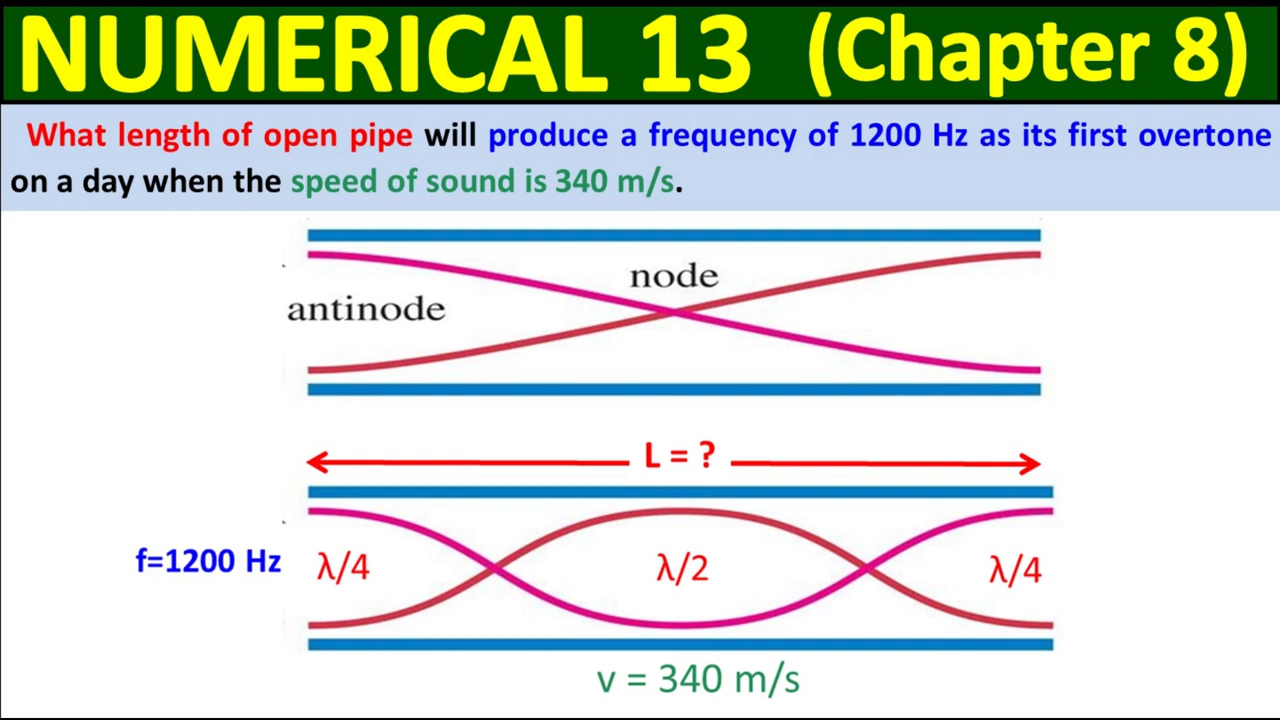 NUMERICAL 13 (Chapter 8)
What length of open pipe will produce a frequency of 1200 Hz as its first overtone
on a day when the speed of sound is 340 m/s.
node
antinode
L = ?
f=1200 Hz λ/4 λ/2 λ/4
v = 340 m/s